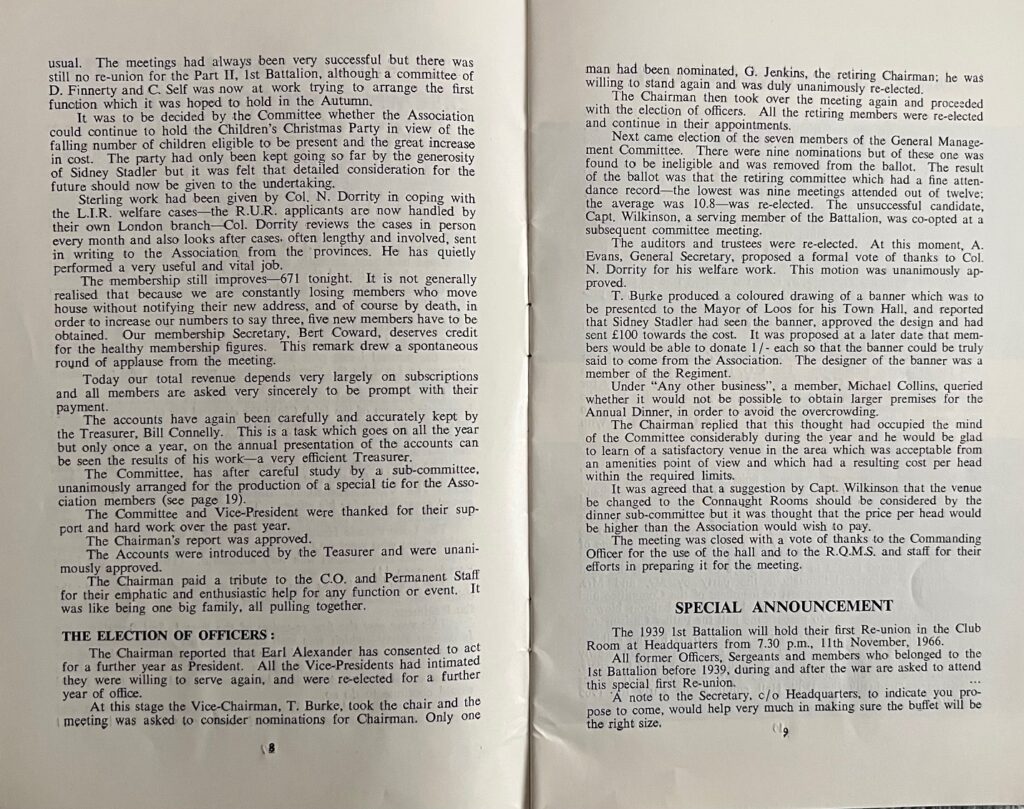 usual. The meetings had always been very successful but there was
still no re-union for the Part II, 1st Battalion, although a committee of
D. Finnerty and C. Self was now at work trying to arrange the first
function which it was hoped to hold in the Autumn.
It was to be decided by the Committee whether the Association
could continue to hold the Children's Christmas Party in view of the
falling number of children eligible to be present and the great increase
in cost. The party had only been kept going so far by the generosity
of Sidney Stadler but it was felt that detailed consideration for the
future should now be given to the undertaking.
Sterling work had been given by Col. N. Dorrity in coping with
the L.I.R. welfare cases—the R.U.R. applicants are now handled by
their own London branch—Col. Dorrity reviews the cases in person
every month and also looks after cases, often lengthy and involved, sent
in writing to the Association from the provinces. He has quietly
performed a very useful and vital job.
The membership still improves—671 tonight. It is not generally
realised that because we are constantly losing members who move
house without notifying their new address, and of course by death, in
order to increase our numbers to say three, five new members have to be
obtained. Our membership Secretary, Bert Coward, deserves credit
for the healthy membership figures. This remark drew a spontaneous
round of applause from the meeting.
Today our total revenue depends very largely on subscriptions
and all members are asked very sincerely to be prompt with their
payment.
The accounts have again been carefully and accurately kept by
the Treasurer, Bill Connelly. This is a task which goes on all the year
but only once a year, on the annual presentation of the accounts can
be seen the results of his work—a very efficient Treasurer.
The Committee, has after careful study by a sub-committee,
unanimously arranged for the production of a special tie for the Asso-
ciation members (see page 19).
The Committee and Vice-President were thanked for their sup-
port and hard work over the past year.
The Chairman's report was approved.
The Accounts were introduced by the Teasurer and were unani-
mously approved.
The Chairman paid a tribute to the C.O. and Permanent Staff
for their emphatic and enthusiastic help for any function or event. It
was like being one big family, all pulling together.
THE ELECTION OF OFFICERS :
The Chairman reported that Earl Alexander has consented to act
for a further year as President. All the Vice-Presidents had intimated
they were willing to serve again, and were re-elected for a further
year of office.
At this stage the Vice-Chairman, T. Burke, took the chair and the
meeting was asked to consider nominations for Chairman. Only one
8
man had been nominated, G. Jenkins, the retiring Chairman; he was
willing to stand again and was duly unanimously re-elected.
The Chairman then took over the meeting again and proceeded
with the election of officers. All the retiring members were re-elected
and continue in their appointments.
Next came election of the seven members of the General Manage-
ment Committee. There were nine nominations but of these one was
found to be ineligible and was removed from the ballot. The result
of the ballot was that the retiring committee which had a fine atten-
dance record—the lowest was nine meetings attended out of twelve;
the average was 10.8—was re-elected. The unsuccessful candidate,
Capt. Wilkinson, a serving member of the Battalion, was co-opted at a
subsequent committee meeting.
The auditors and trustees were re-elected. At this moment, A.
Evans, General Secretary, proposed a formal vote of thanks to Col.
N. Dorrity for his welfare work. This motion was unanimously ap-
proved.
T. Burke produced a coloured drawing of a banner which was to
be presented to the Mayor of Loos for his Town Hall, and reported
that Sidney Stadler had seen the banner, approved the design and had
sent £100 towards the cost. It was proposed at a later date that mem-
bers would be able to donate 1/- each so that the banner could be truly
said to come from the Association. The designer of the banner was a
member of the Regiment.
Under "Any other business", a member, Michael Collins, queried
whether it would not be possible to obtain larger premises for the
Annual Dinner, in order to avoid the overcrowding.
The Chairman replied that this thought had occupied the mind
of the Committee considerably during the year and he would be glad
to learn of a satisfactory venue in the area which was acceptable from
an amenities point of view and which had a resulting cost per head
within the required limits.
It was agreed that a suggestion by Capt. Wilkinson that the venue
be changed to the Connaught Rooms should be considered by the
dinner sub-committee but it was thought that the price per head would
be higher than the Association would wish to pay.
The meeting was closed with a vote of thanks to the Commanding
Officer for the use of the hall and to the R.Q.M.S. and staff for their
efforts in preparing it for the meeting.
SPECIAL ANNOUNCEMENT
The 1939 1st Battalion will hold their first Re-union in the Club
Room at Headquarters from 7.30 p.m., 11th November, 1966.
All former Officers, Sergeants and members who belonged to the
1st Battalion before 1939, during and after the war are asked to attend
this special first Re-union.
A note to the Secretary, c/o Headquarters, to indicate you pro-
pose to come, would help very much in making sure the buffet will be
the right size.
9